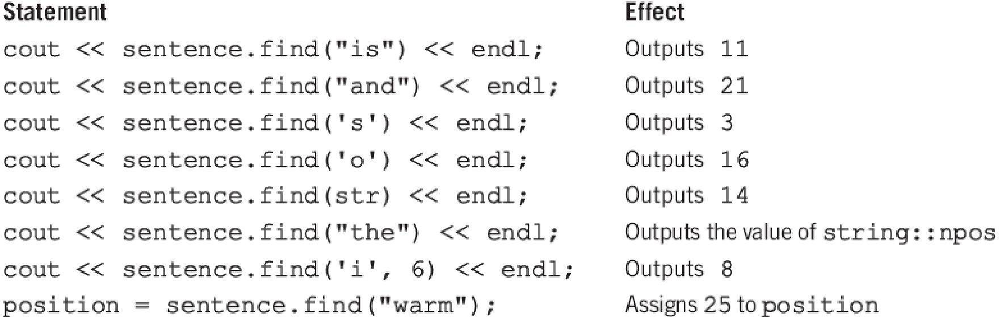 Statement Effect
cout << sentence.find("is") << endl; Outputs 11
cout << sentence.find("and") << endl; Outputs 21
cout << sentence.find('s') << endl; Outputs 3
cout << sentence.find('o') << endl; Outputs 16
cout << sentence.find(str) << endl; Outputs 14
cout << sentence.find("the") << endl; Outputs the value of string::npos
cout << sentence.find('i', 6) << endl; Outputs 8
position = sentence.find("warm"); Assigns 25 to position